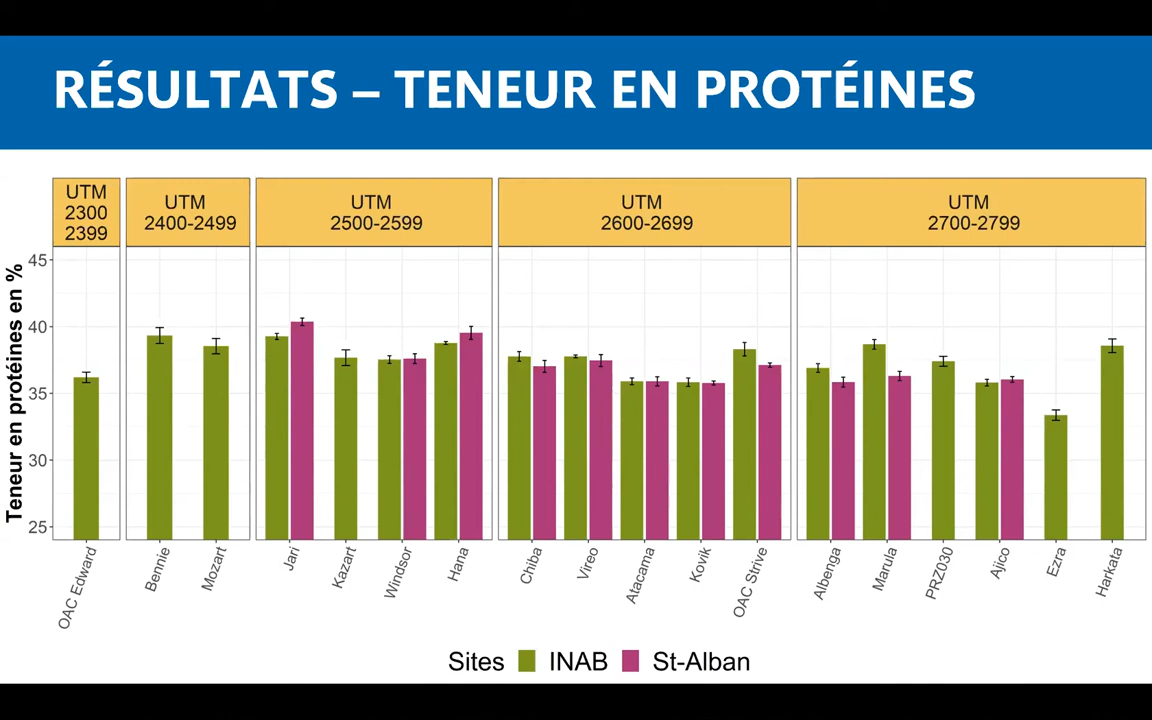 RÉSULTATS – TENEUR EN PROTÉINES
UTM
2300
2399
UTM
2400-2499
UTM
2500-2599
UTM
2600-2699
UTM
2700-2799
Teneur en protéines en %
45
40
35
30
25
OAC Edward
Bennie
Mozart
Jari
Kazart
Windsor
Hana
Chiba
Vireo
Atacama
Kovik
OAC Strive
Albenga
Marula
PRZ030
Ajico
Ezra
Harkata
Sites INAB St-Alban